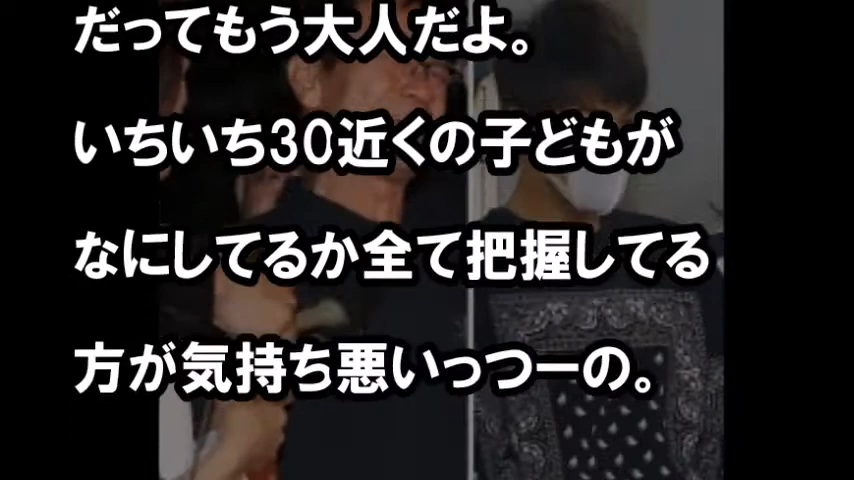 だってもう大人だよ。
いちいち30近くの子どもが
なにしてるか全て把握してる
方が気持ち悪いっつーの。